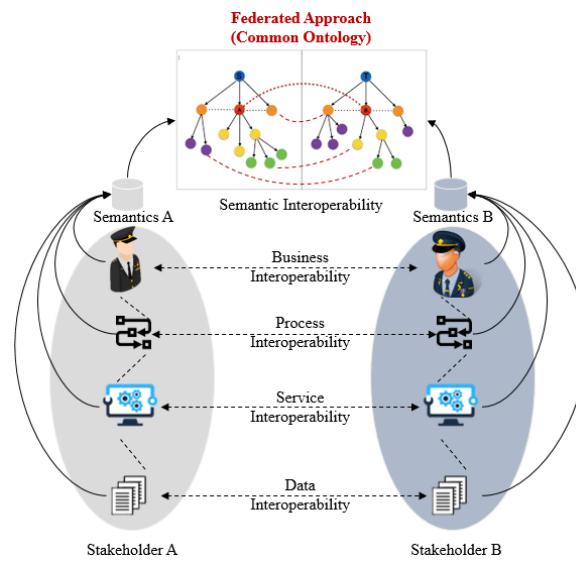 Federated Approach
(Common Ontology)
G
T
Semantic Interoperability
Semantics A
Semantics B
Business
Interoperability
Process
Interoperability
Service
Interoperability
Data
Interoperability
Stakeholder A
Stakeholder B